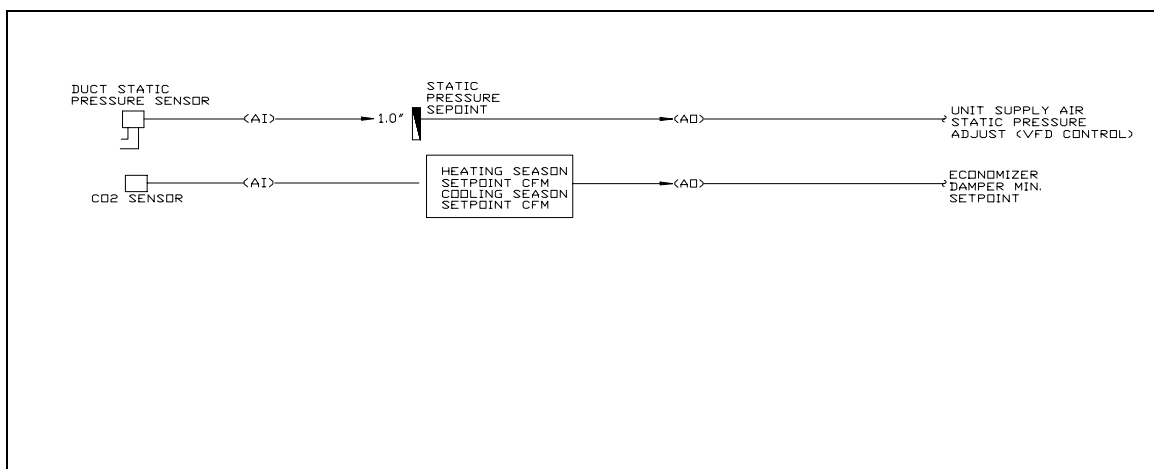 DUCT STATIC
PRESSURE SENSOR
(AI)
1.0"
STATIC
PRESSURE
SEPOINT
(AO)
UNIT SUPPLY AIR
STATIC PRESSURE
ADJUST (VFD CONTROL)
CO2 SENSOR
(AI)
HEATING SEASON
SETPOINT CFM
COOLING SEASON
SETPOINT CFM
(AO)
ECONOMIZER
DAMPER MIN.
SETPOINT